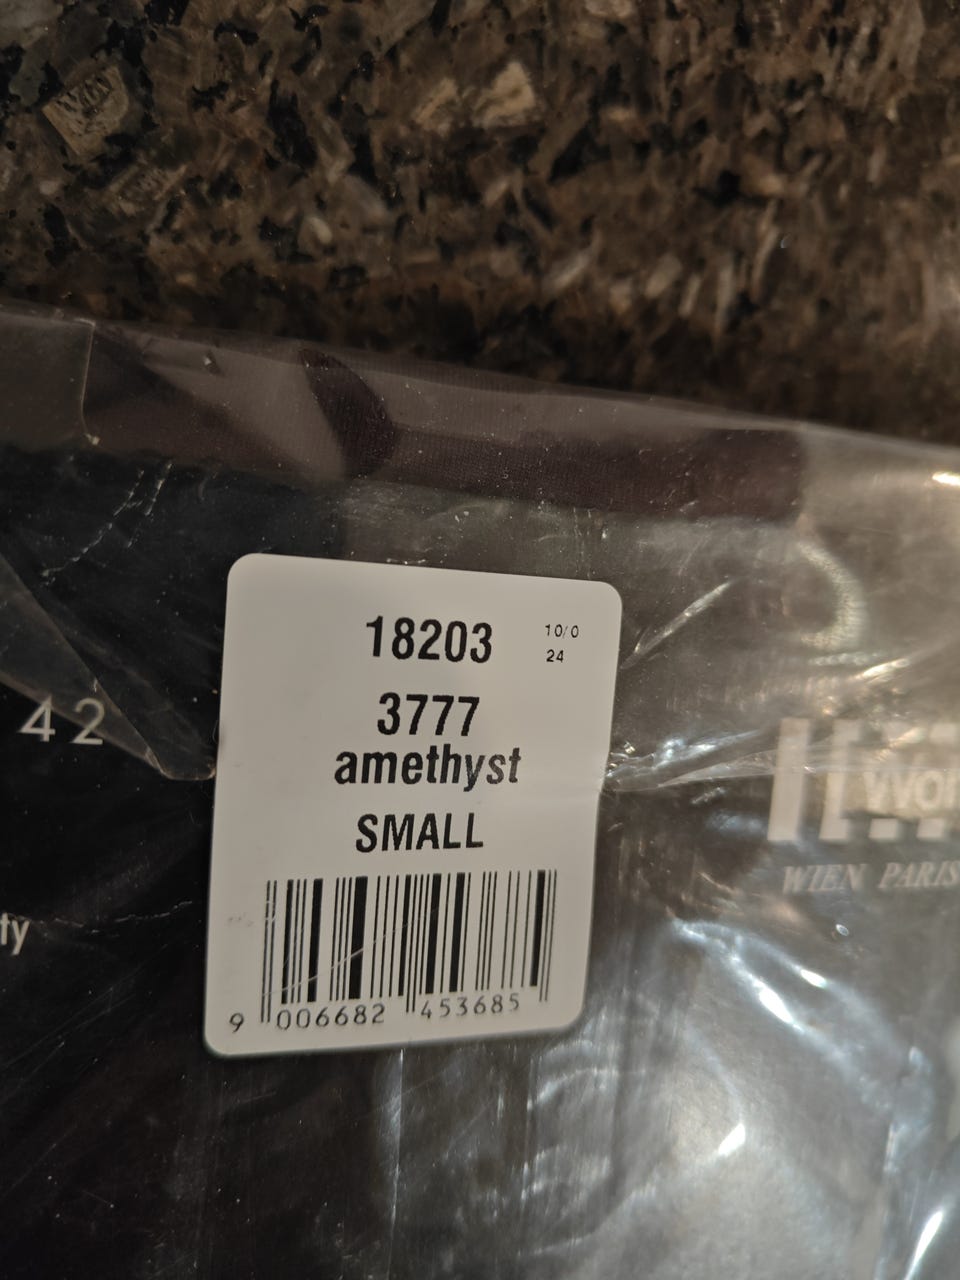 18203
10/0
24
3777
amethyst
SMALL
42
WIEN PARIS
ty
9 006682 453685